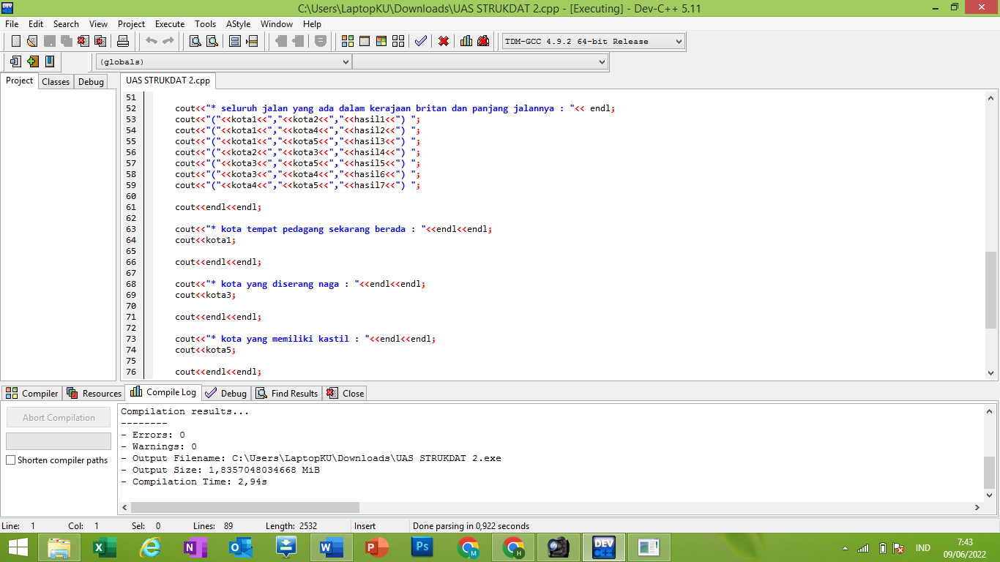 C:\Users\LaptopKU\Downloads\UAS STRUKDAT 2.cpp - [Executing] - Dev-C++ 5.11
File Edit Search View Project Execute Tools AStyle Window Help
TDM-GCC 4.9.2 64-bit Release
(globals)
Project Classes Debug
UAS STRUKDAT 2.cpp
51
52 cout<<"* seluruh jalan yang ada dalam kerajaan britan dan panjang jalannya : "<< endl;
53 cout<<"("<<kota1<<","<<kota2<<","<<hasil1<<") ";
54 cout<<"("<<kota1<<","<<kota4<<","<<hasil2<<") ";
55 cout<<"("<<kota1<<","<<kota5<<","<<hasil3<<") ";
56 cout<<"("<<kota2<<","<<kota3<<","<<hasil4<<") ";
57 cout<<"("<<kota3<<","<<kota5<<","<<hasil5<<") ";
58 cout<<"("<<kota3<<","<<kota4<<","<<hasil6<<") ";
59 cout<<"("<<kota4<<","<<kota5<<","<<hasil7<<") ";
60
61 cout<<endl<<endl;
62
63 cout<<"* kota tempat pedagang sekarang berada : "<<endl<<endl;
64 cout<<kota1;
65
66 cout<<endl<<endl;
67
68 cout<<"* kota yang diserang naga : "<<endl<<endl;
69 cout<<kota3;
70
71 cout<<endl<<endl;
72
73 cout<<"* kota yang memiliki kastil : "<<endl<<endl;
74 cout<<kota5;
75
76 cout<<endl<<endl;
Compiler Resources Compile Log Debug Find Results Close
Abort Compilation
Shorten compiler paths
Compilation results...
--------
- Errors: 0
- Warnings: 0
- Output Filename: C:\Users\LaptopKU\Downloads\UAS STRUKDAT 2.exe
- Output Size: 1,8357048034668 MiB
- Compilation Time: 2,94s
Line: 1 Col: 1 Sel: 0 Lines: 89 Length: 2532 Insert Done parsing in 0,922 seconds
IND
7:43
09/06/2022